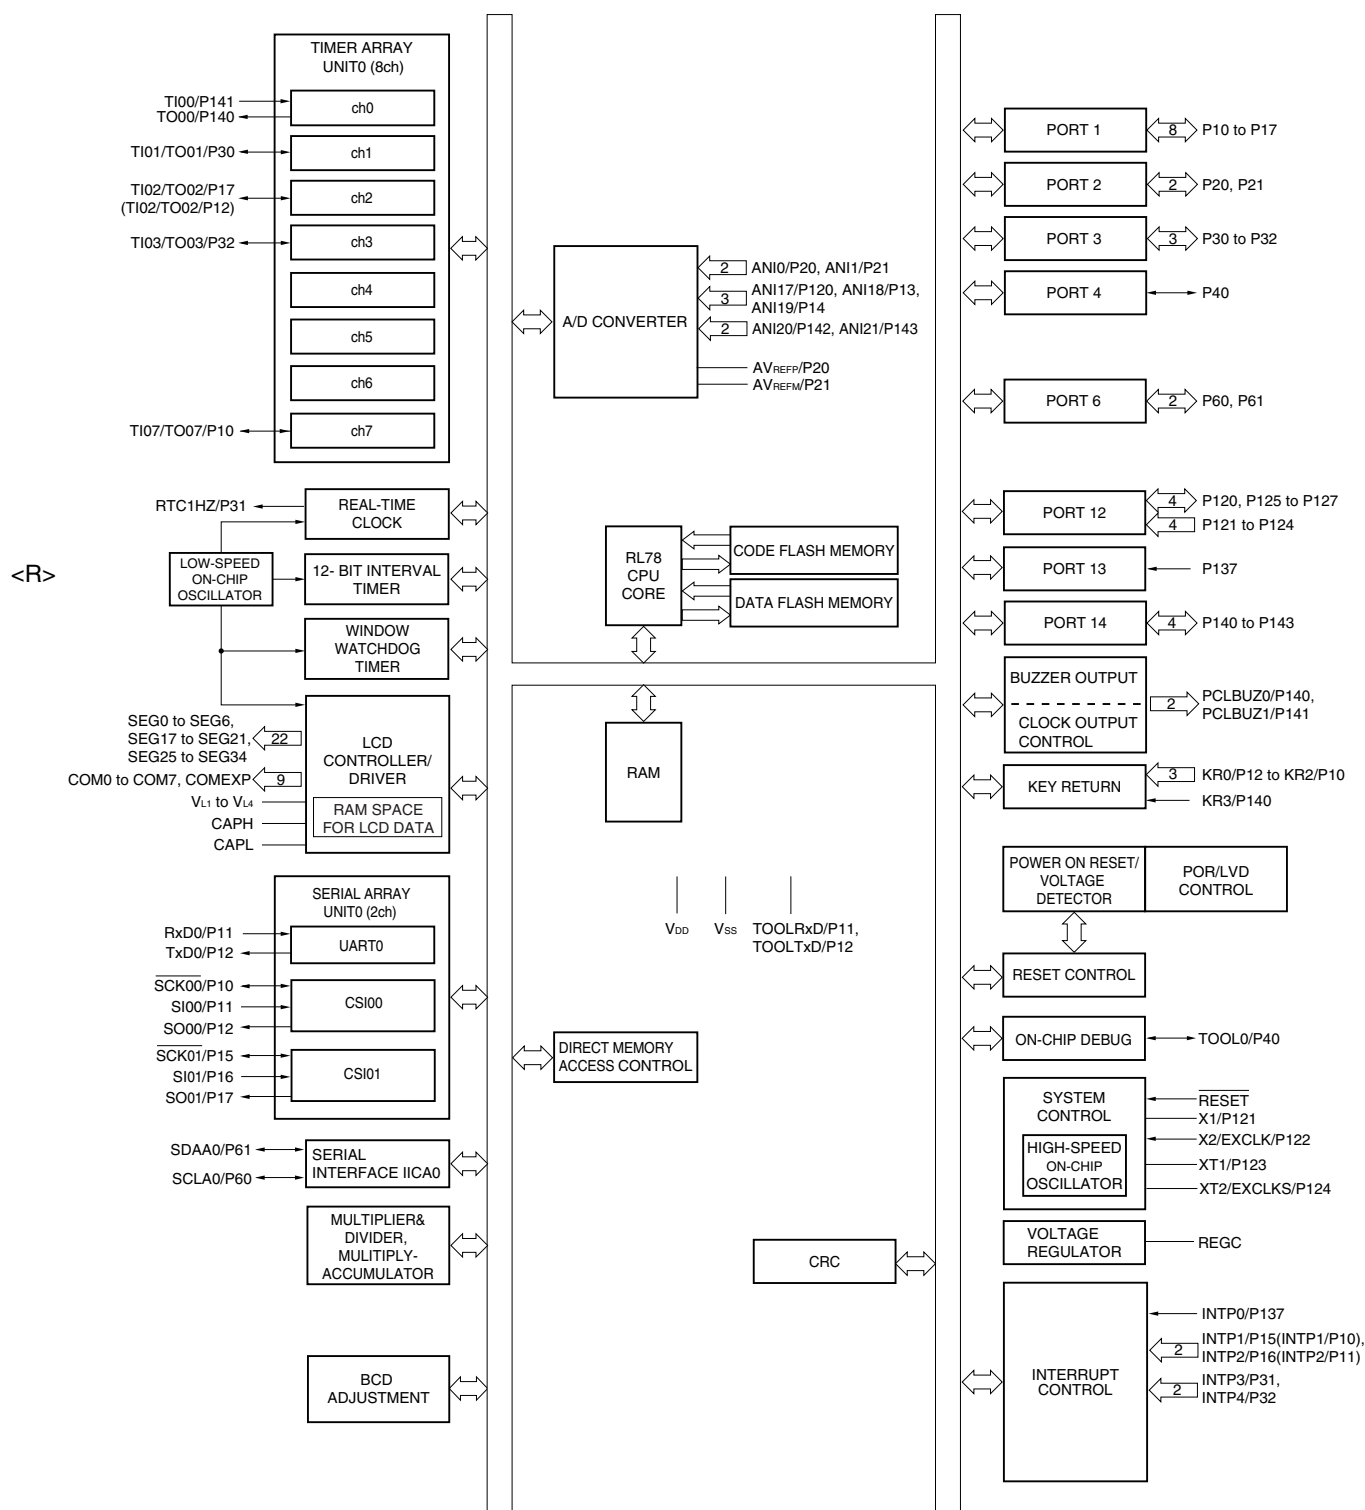 TIMER ARRAY
UNIT0 (8ch)
TI00/P141
TO00/P140
ch0
TI01/TO01/P30
ch1
TI02/TO02/P17
(TI02/TO02/P12)
ch2
TI03/TO03/P32
ch3
ch4
ch5
ch6
TI07/TO07/P10
ch7
RTC1HZ/P31
REAL-TIME
CLOCK
<R>
LOW-SPEED
ON-CHIP
OSCILLATOR
12- BIT INTERVAL
TIMER
WINDOW
WATCHDOG
TIMER
SEG0 to SEG6,
SEG17 to SEG21,
SEG25 to SEG34
22
COM0 to COM7, COMEXP
9
VL1 to VL4
CAPH
CAPL
LCD
CONTROLLER/
DRIVER
RAM SPACE
FOR LCD DATA
SERIAL ARRAY
UNIT0 (2ch)
RxD0/P11
TxD0/P12
UART0
SCK00/P10
SI00/P11
SO00/P12
CSI00
SCK01/P15
SI01/P16
SO01/P17
CSI01
SDAA0/P61
SCLA0/P60
SERIAL
INTERFACE IICA0
MULTIPLIER&
DIVIDER,
MULITIPLY-
ACCUMULATOR
BCD
ADJUSTMENT
A/D CONVERTER
2
ANI0/P20, ANI1/P21
3
ANI17/P120, ANI18/P13,
ANI19/P14
2
ANI20/P142, ANI21/P143
AVREFP/P20
AVREFM/P21
RL78
CPU
CORE
CODE FLASH MEMORY
DATA FLASH MEMORY
RAM
VDD
VSS
TOOLRxD/P11,
TOOLTxD/P12
DIRECT MEMORY
ACCESS CONTROL
CRC
PORT 1
8
P10 to P17
PORT 2
2
P20, P21
PORT 3
3
P30 to P32
PORT 4
P40
PORT 6
2
P60, P61
PORT 12
4
P120, P125 to P127
4
P121 to P124
PORT 13
P137
PORT 14
4
P140 to P143
BUZZER OUTPUT
CLOCK OUTPUT
CONTROL
2
PCLBUZ0/P140,
PCLBUZ1/P141
KEY RETURN
3
KR0/P12 to KR2/P10
KR3/P140
POWER ON RESET/
VOLTAGE
DETECTOR
POR/LVD
CONTROL
RESET CONTROL
ON-CHIP DEBUG
TOOL0/P40
SYSTEM
CONTROL
HIGH-SPEED
ON-CHIP
OSCILLATOR
RESET
X1/P121
X2/EXCLK/P122
XT1/P123
XT2/EXCLKS/P124
VOLTAGE
REGULATOR
REGC
INTERRUPT
CONTROL
INTP0/P137
2
INTP1/P15(INTP1/P10),
INTP2/P16(INTP2/P11)
2
INTP3/P31,
INTP4/P32